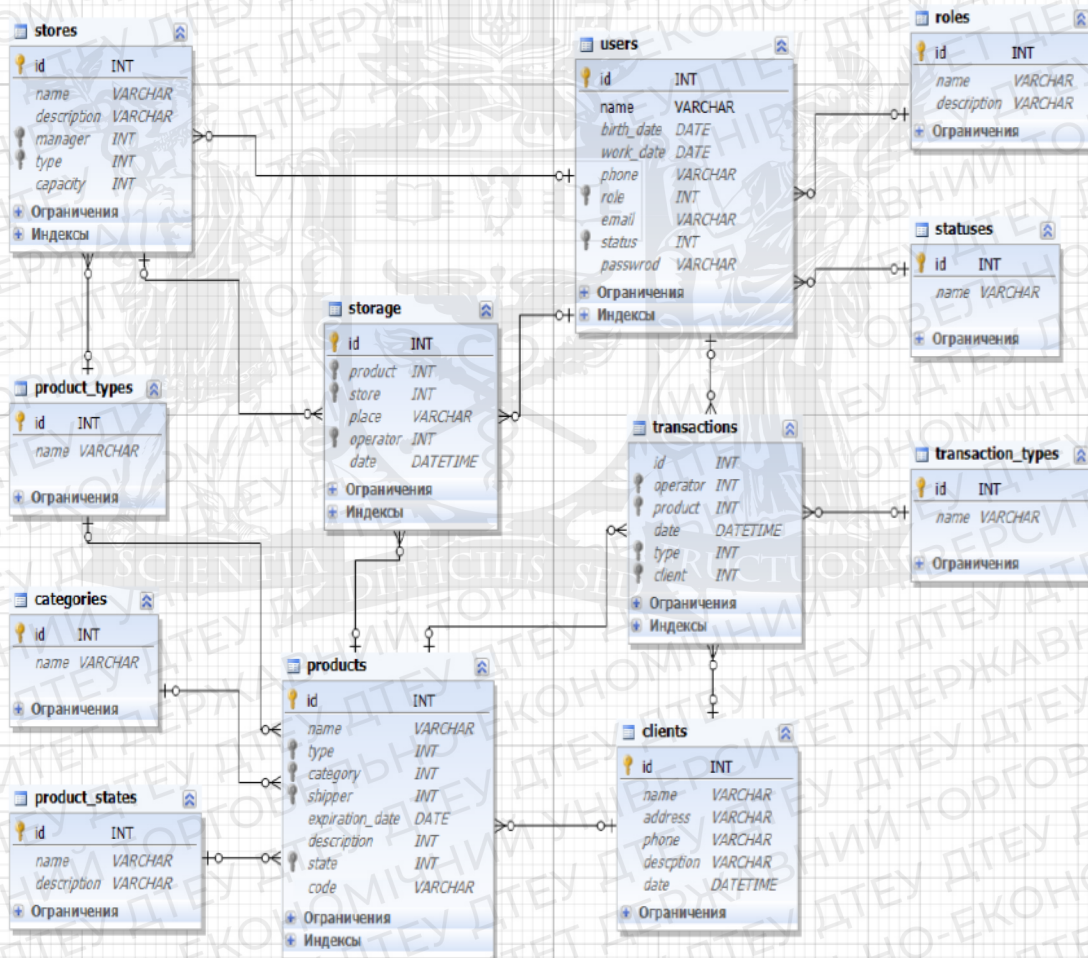 stores
id INT
name VARCHAR
description VARCHAR
manager INT
type INT
capacity INT
Ограничения
Индексы
users
id INT
name VARCHAR
birth_date DATE
work_date DATE
phone VARCHAR
role INT
email VARCHAR
status INT
passwrod VARCHAR
Ограничения
Индексы
roles
id INT
name VARCHAR
description VARCHAR
Ограничения
statuses
id INT
name VARCHAR
Ограничения
storage
id INT
product INT
store INT
place VARCHAR
operator INT
date DATETIME
Ограничения
Индексы
product_types
id INT
name VARCHAR
Ограничения
transactions
id INT
operator INT
product INT
date DATETIME
type INT
client INT
Ограничения
Индексы
transaction_types
id INT
name VARCHAR
Ограничения
categories
id INT
name VARCHAR
Ограничения
products
id INT
name VARCHAR
type INT
category INT
shipper INT
expiration_date DATE
description INT
state INT
code VARCHAR
Ограничения
Индексы
clients
id INT
name VARCHAR
address VARCHAR
phone VARCHAR
descption VARCHAR
date DATETIME
Ограничения
product_states
id INT
name VARCHAR
description VARCHAR
Ограничения